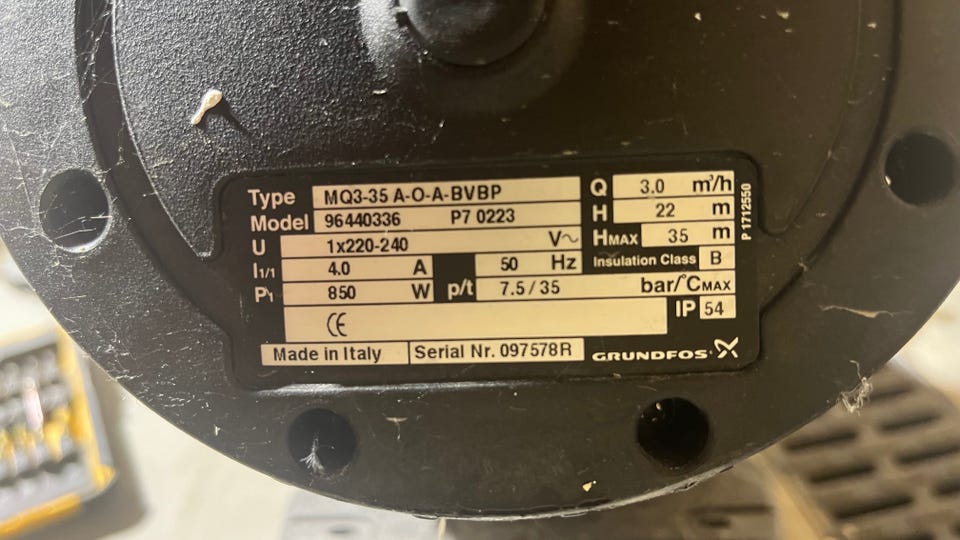 Type MQ3-35 A-O-A-BVBP
Model 96440336 P7 0223
U 1x220-240 V~
I1/1 4.0 A 50 Hz
P1 850 W p/t 7.5 / 35 bar/°CMAX
Q 3.0 m³/h
H 22 m
HMAX 35 m
Insulation Class B
IP 54
CE
Made in Italy Serial Nr. 097578R GRUNDFOS
P 1712550